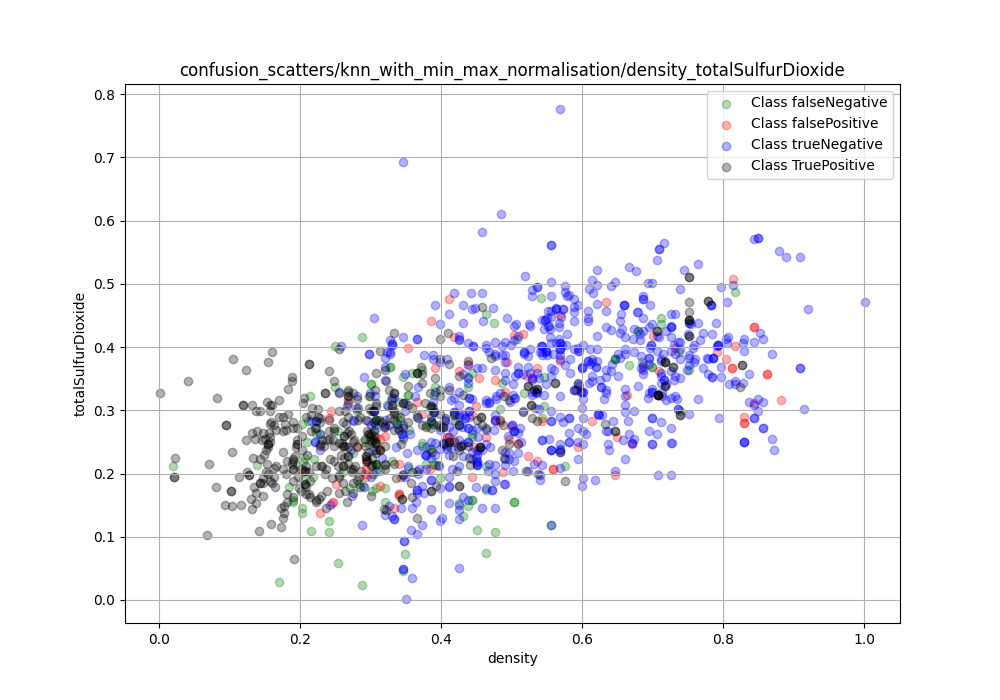 confusion_scatters/knn_with_min_max_normalisation/density_totalSulfurDioxide
Class falseNegative
Class falsePositive
Class trueNegative
Class TruePositive
totalSulfurDioxide
0.8
0.7
0.6
0.5
0.4
0.3
0.2
0.1
0.0
0.0 0.2 0.4 0.6 0.8 1.0
density